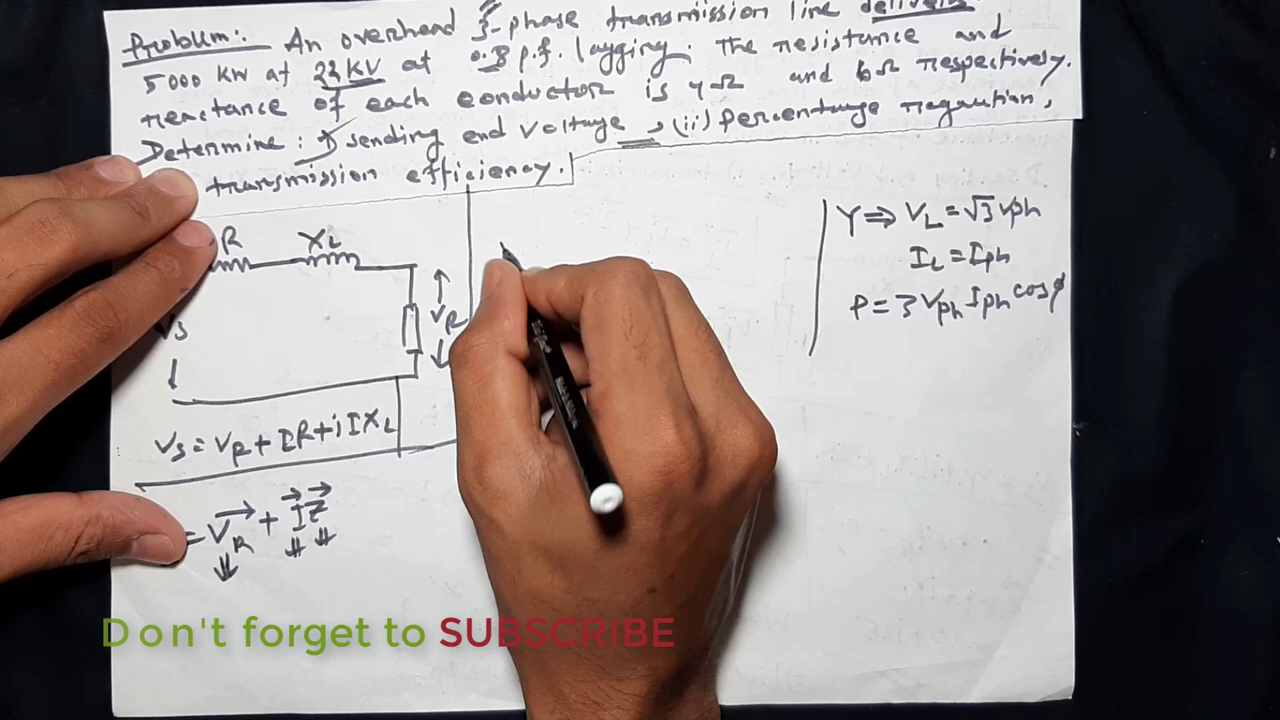 Problem:- An overhead 3-phase transmission line delivers
5000 KW at 22 KV at 0.8 p.f. lagging. The resistance and
reactance of each conductor is 4Ω and 6Ω respectively.
Determine: i) sending end voltage, (ii) percentage regaution,
transmission efficiency.
R XL
VR
Vs
Vs = VR + IR + jIXL
= VR + IZ
Y ⇒ VL = √3 Vph
IL = Iph
P = 3 Vph Iph cosφ
Don't forget to SUBSCRIBE